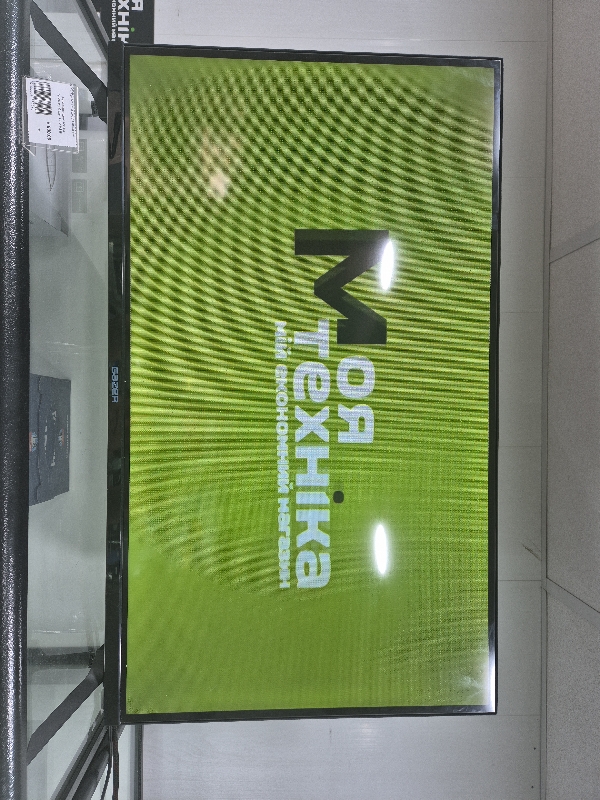 Моя
техніка
мій економний магазин